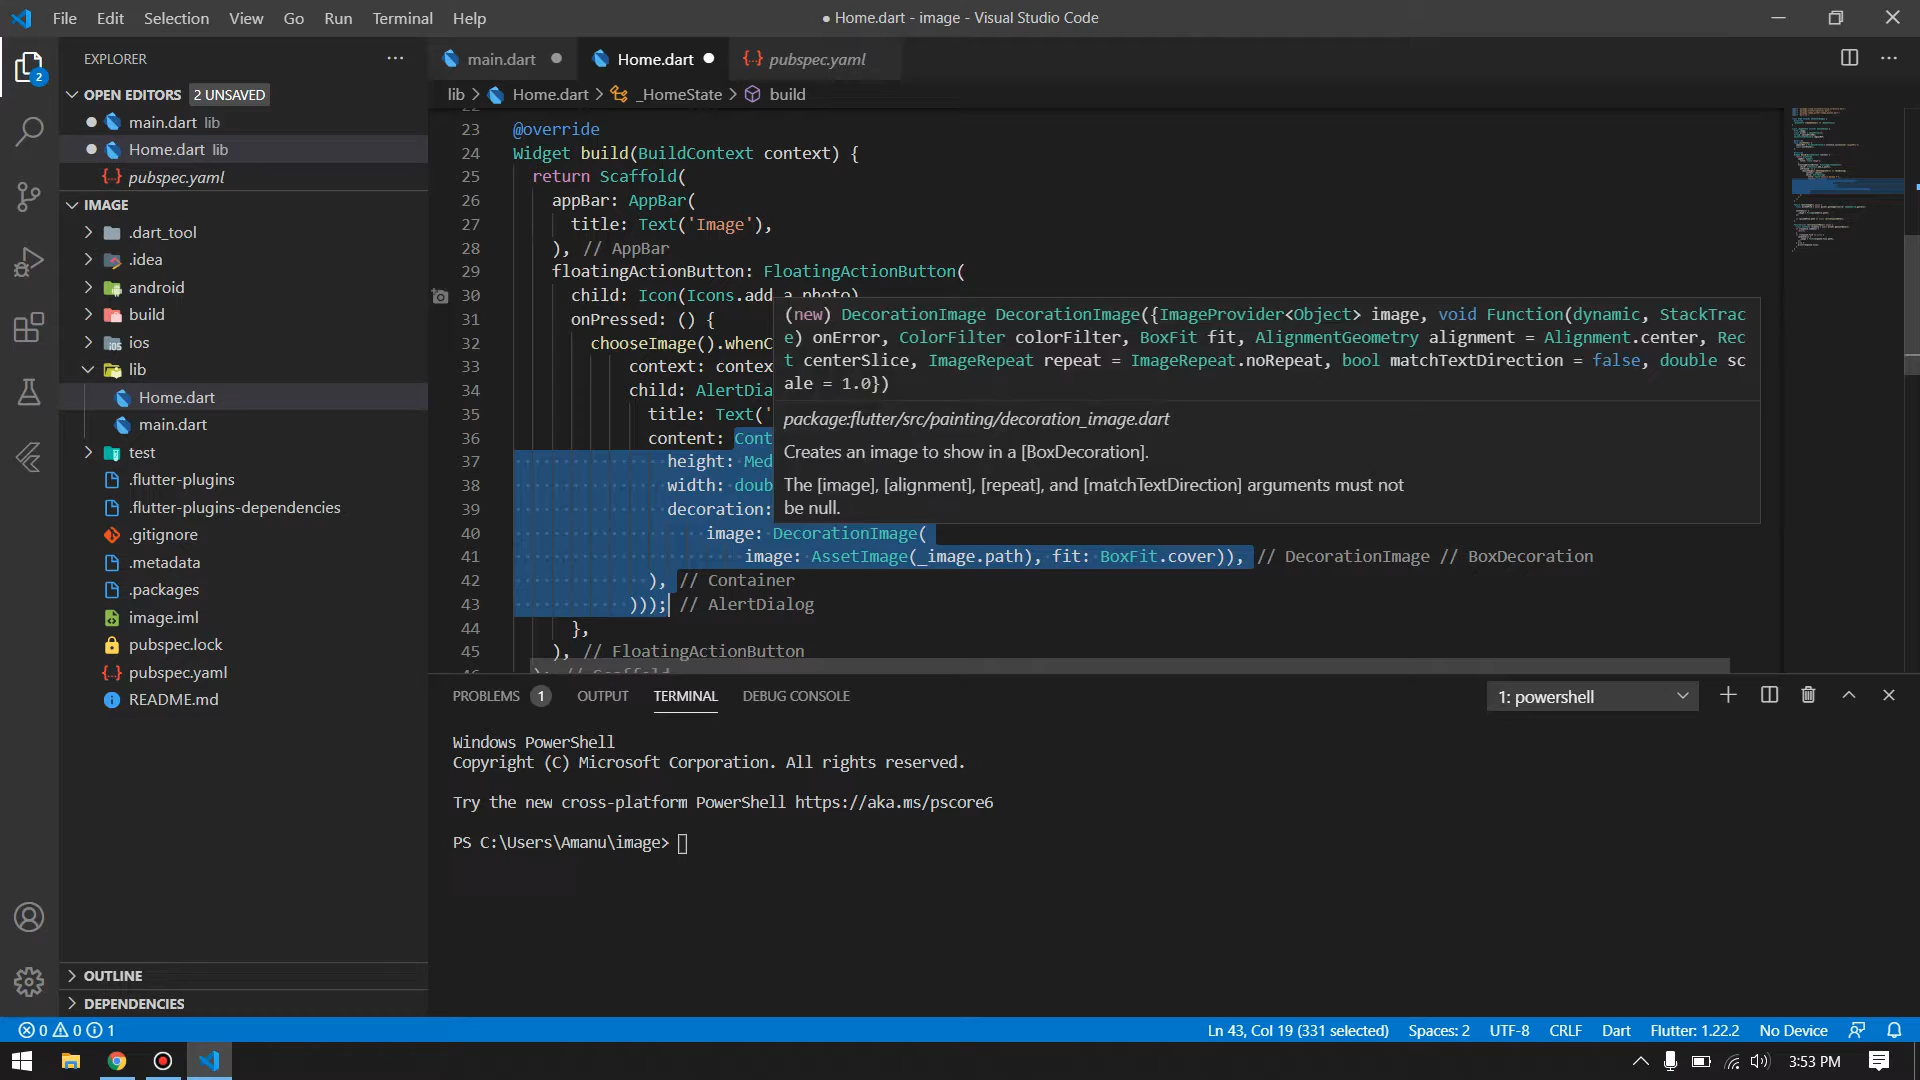 File Edit Selection View Go Run Terminal Help
● Home.dart - image - Visual Studio Code
2
EXPLORER
OPEN EDITORS 2 UNSAVED
main.dart lib
Home.dart lib
pubspec.yaml
IMAGE
.dart_tool
.idea
android
build
ios
lib
Home.dart
main.dart
test
.flutter-plugins
.flutter-plugins-dependencies
.gitignore
.metadata
.packages
image.iml
pubspec.lock
pubspec.yaml
README.md
OUTLINE
DEPENDENCIES
main.dart Home.dart pubspec.yaml
lib > Home.dart > _HomeState > build
23 @override
24 Widget build(BuildContext context) {
25 return Scaffold(
26 appBar: AppBar(
27 title: Text('Image'),
28 ), // AppBar
29 floatingActionButton: FloatingActionButton(
30 child: Icon(Icons.add_a_photo),
31 onPressed: () {
32 chooseImage().whenC
33 context: contex
34 child: AlertDia
35 title: Text('
36 content: Cont
37 height: Med
38 width: doub
39 decoration:
40 image: DecorationImage(
41 image: AssetImage(_image.path), fit: BoxFit.cover)), // DecorationImage // BoxDecoration
42 ), // Container
43 ))); // AlertDialog
44 },
45 ), // FloatingActionButton
(new) DecorationImage DecorationImage({ImageProvider<Object> image, void Function(dynamic, StackTrac
e) onError, ColorFilter colorFilter, BoxFit fit, AlignmentGeometry alignment = Alignment.center, Rec
t centerSlice, ImageRepeat repeat = ImageRepeat.noRepeat, bool matchTextDirection = false, double sc
ale = 1.0})
package:flutter/src/painting/decoration_image.dart
Creates an image to show in a [BoxDecoration].
The [image], [alignment], [repeat], and [matchTextDirection] arguments must not
be null.
PROBLEMS 1 OUTPUT TERMINAL DEBUG CONSOLE
1: powershell
Windows PowerShell
Copyright (C) Microsoft Corporation. All rights reserved.
Try the new cross-platform PowerShell https://aka.ms/pscore6
PS C:\Users\Amanu\image>
0 0 1
Ln 43, Col 19 (331 selected) Spaces: 2 UTF-8 CRLF Dart Flutter: 1.22.2 No Device
3:53 PM